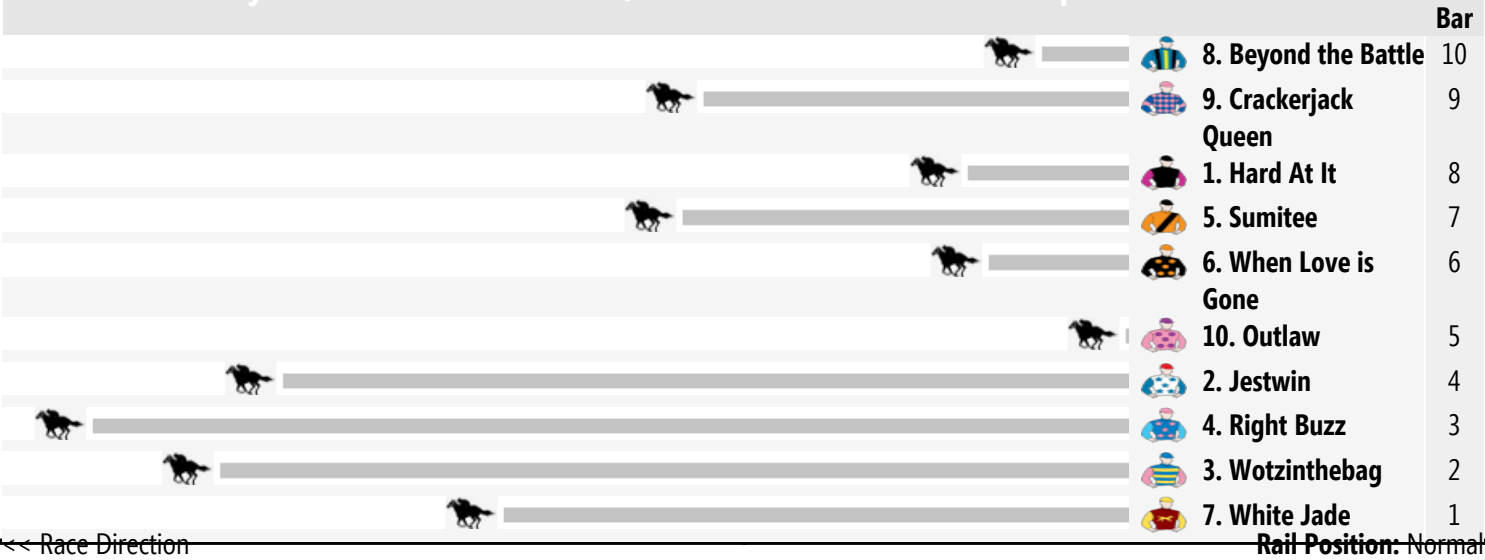 Bar
8. Beyond the Battle 10
9. Crackerjack 9
Queen
1. Hard At It 8
5. Sumitee 7
6. When Love is 6
Gone
10. Outlaw 5
2. Jestwin 4
4. Right Buzz 3
3. Wotzinthebag 2
7. White Jade 1
<<< Race Direction Rail Position: Normal